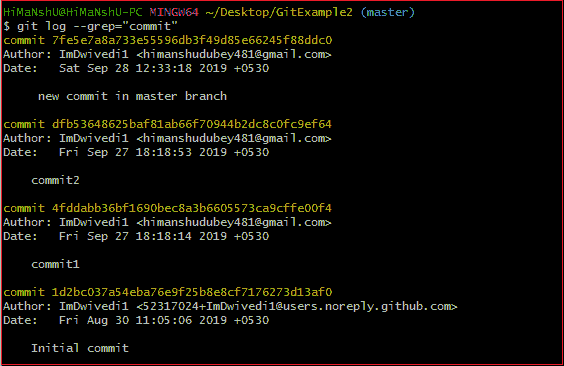 HiMaNshU@HiMaNshU-PC MINGW64 ~/Desktop/GitExample2 (master)
$ git log --grep="commit"
commit 7fe5e7a8a733e55596db3f49d85e66245f88ddc0
Author: ImDwivedi1 <himanshudubey481@gmail.com>
Date:   Sat Sep 28 12:33:18 2019 +0530

     new commit in master branch

commit dfb53648625baf81ab66f70944b2dc8c0fc9ef64
Author: ImDwivedi1 <himanshudubey481@gmail.com>
Date:   Fri Sep 27 18:18:53 2019 +0530

    commit2

commit 4fddabb36bf1690bec8a3b6605573ca9cffe00f4
Author: ImDwivedi1 <himanshudubey481@gmail.com>
Date:   Fri Sep 27 18:18:14 2019 +0530

    commit1

commit 1d2bc037a54eba76e9f25b8e8cf7176273d13af0
Author: ImDwivedi1 <52317024+ImDwivedi1@users.noreply.github.com>
Date:   Fri Aug 30 11:05:06 2019 +0530

    Initial commit